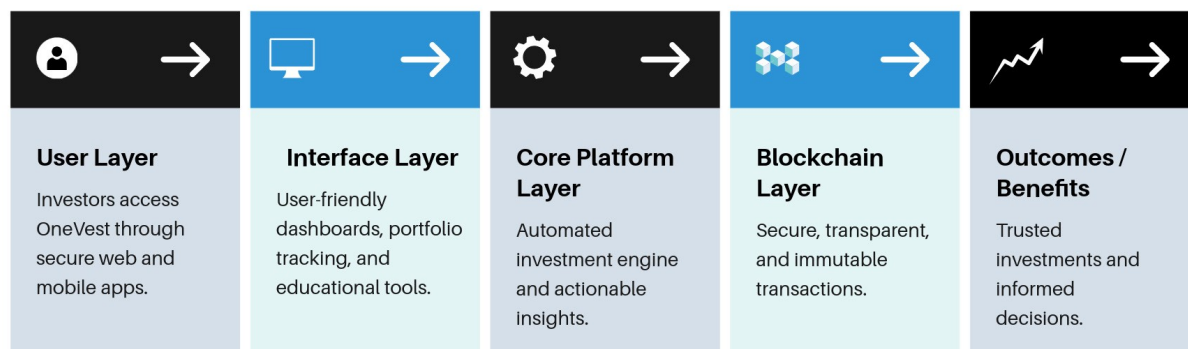 User Layer
Investors access
OneVest through
secure web and
mobile apps.
Interface Layer
User-friendly
dashboards, portfolio
tracking, and
educational tools.
Core Platform
Layer
Automated
investment engine
and actionable
insights.
Blockchain
Layer
Secure, transparent,
and immutable
transactions.
Outcomes /
Benefits
Trusted
investments and
informed
decisions.